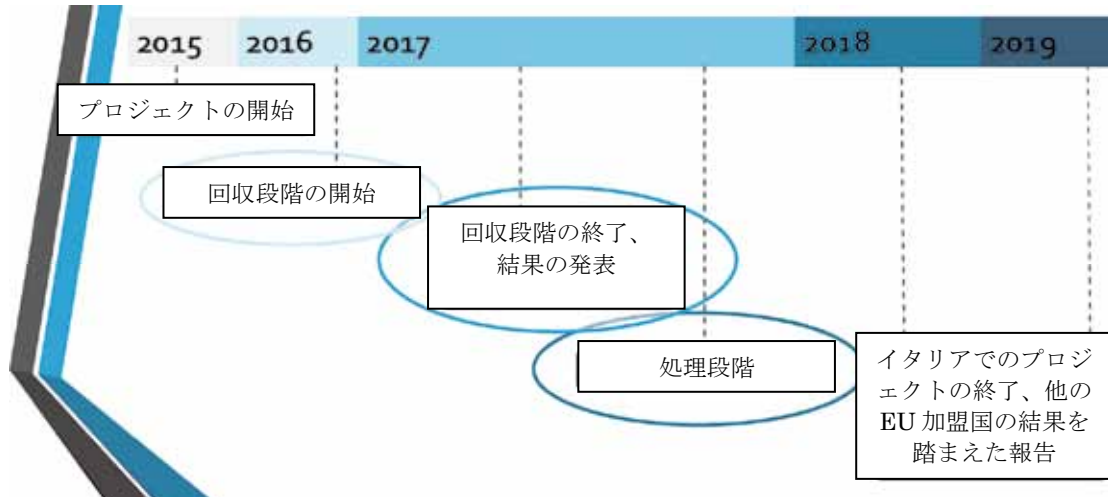 2015 2016 2017 2018 2019
プロジェクトの開始
回収段階の開始
回収段階の終了、
結果の発表
処理段階
イタリアでのプロジ
ェクトの終了、他の
EU 加盟国の結果を
踏まえた報告